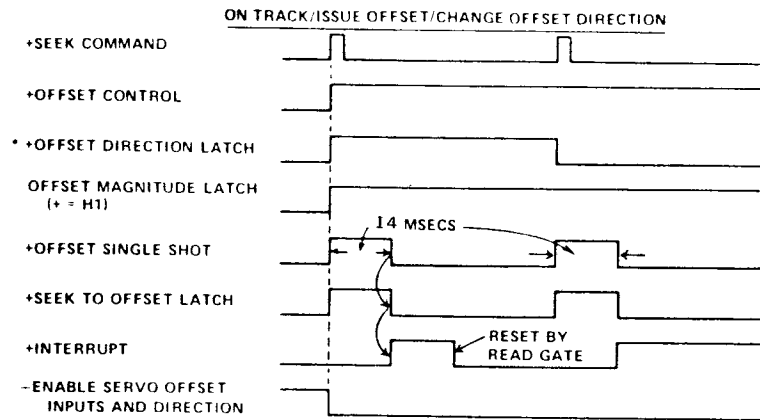 ON TRACK/ISSUE OFFSET/CHANGE OFFSET DIRECTION
+SEEK COMMAND
+OFFSET CONTROL
* +OFFSET DIRECTION LATCH
OFFSET MAGNITUDE LATCH
(+ = H1)
14 MSECS
+OFFSET SINGLE SHOT
+SEEK TO OFFSET LATCH
+INTERRUPT
RESET BY
READ GATE
–ENABLE SERVO OFFSET
INPUTS AND DIRECTION